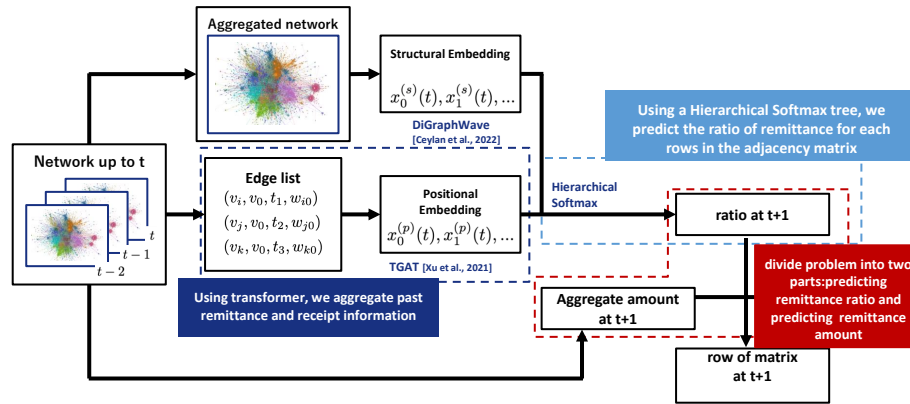 Aggregated network
Structural Embedding
x_0^{(s)}(t), x_1^{(s)}(t), ...
DiGraphWave
[Ceylan et al., 2022]
Using a Hierarchical Softmax tree, we
predict the ratio of remittance for each
rows in the adjacency matrix
Network up to t
t
t − 1
t − 2
Edge list
(v_i, v_0, t_1, w_{i0})
(v_j, v_0, t_2, w_{j0})
(v_k, v_0, t_3, w_{k0})
Positional
Embedding
x_0^{(p)}(t), x_1^{(p)}(t), ...
TGAT [Xu et al., 2021]
Hierarchical
Softmax
ratio at t+1
Using transformer, we aggregate past
remittance and receipt information
Aggregate amount
at t+1
divide problem into two
parts:predicting
remittance ratio and
predicting remittance
amount
row of matrix
at t+1